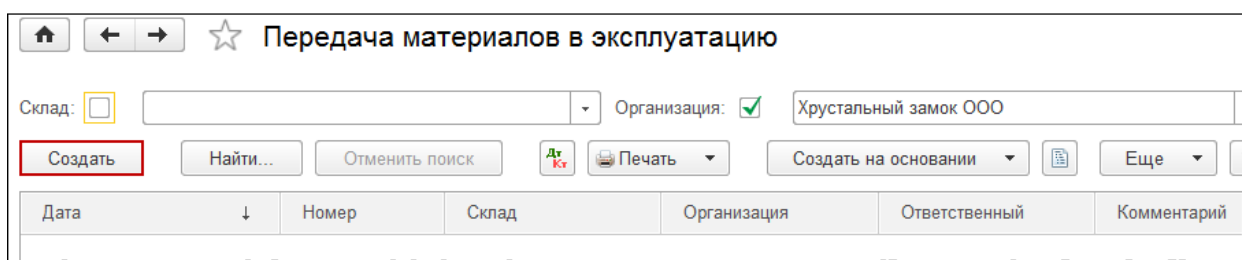 Передача материалов в эксплуатацию
Склад: Организация: Хрустальный замок ООО
Создать Найти... Отменить поиск Дт Кт Печать Создать на основании Еще
Дата ↓ Номер Склад Организация Ответственный Комментарий